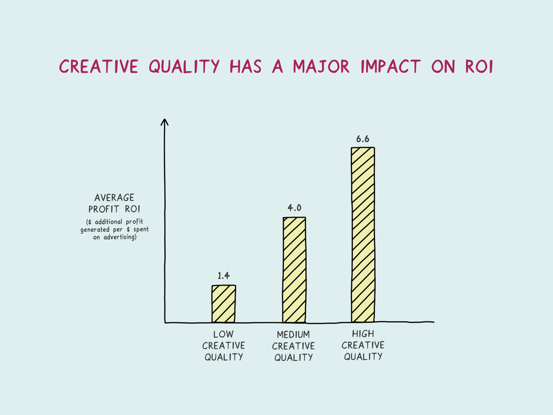 CREATIVE QUALITY HAS A MAJOR IMPACT ON ROI
6.6
4.0
1.4
AVERAGE
PROFIT ROI
($ additional profit
generated per $ spent
on advertising)
LOW
CREATIVE
QUALITY
MEDIUM
CREATIVE
QUALITY
HIGH
CREATIVE
QUALITY